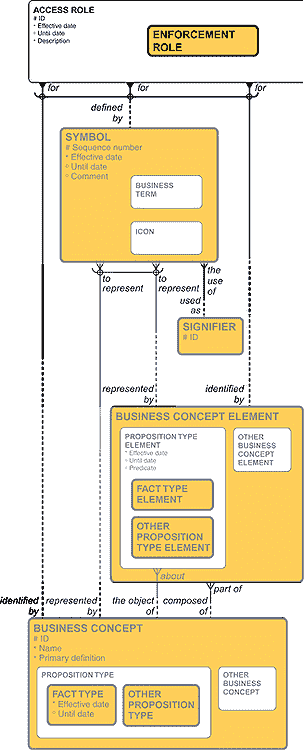 ACCESS ROLE
# ID
* Effective date
o Until date
* Description
ENFORCEMENT
ROLE
for
for
for
defined
by
SYMBOL
# Sequence number
* Effective date
o Until date
o Comment
BUSINESS
TERM
ICON
to
represent
to
represent
the
use
of
used
as
SIGNIFIER
# ID
represented
by
identified
by
BUSINESS CONCEPT ELEMENT
PROPOSITION TYPE
ELEMENT
* Effective date
o Until date
o Predicate
OTHER
BUSINESS
CONCEPT
ELEMENT
FACT TYPE
ELEMENT
OTHER
PROPOSITION
TYPE ELEMENT
about
part of
identified
by
represented
by
the object
of
composed
of
BUSINESS CONCEPT
# ID
* Name
* Primary definition
PROPOSITION TYPE
FACT TYPE
* Effective date
o Until date
OTHER
PROPOSITION
TYPE
OTHER
BUSINESS
CONCEPT